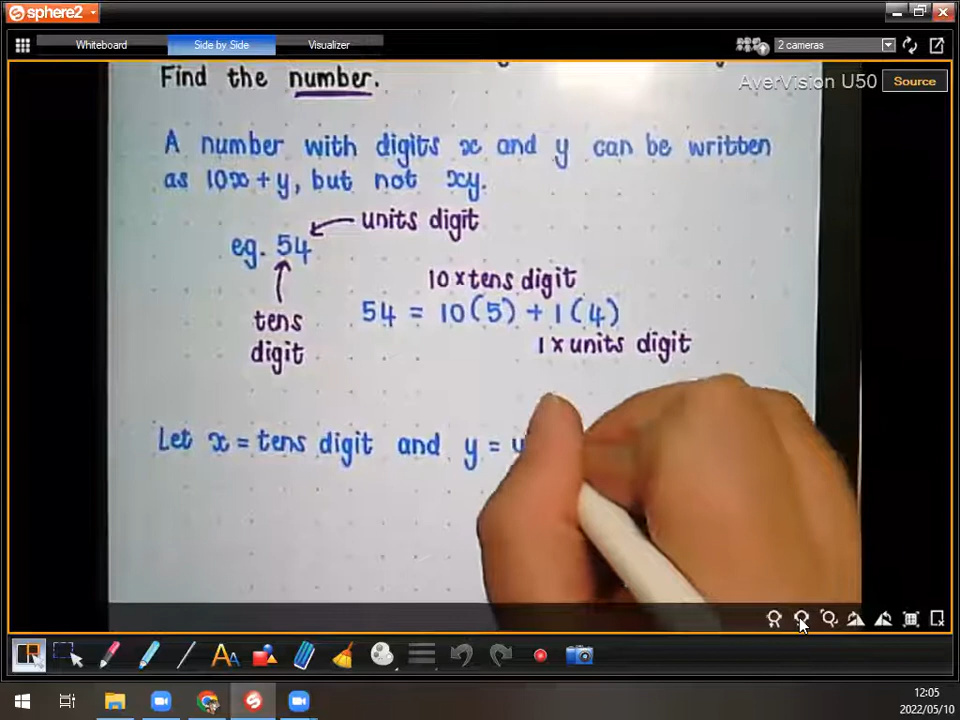 sphere2
Whiteboard
Side by Side
Visualizer
2 cameras
AverVision U50
Source
Find the number.
A number with digits x and y can be written
as 10x + y, but not xy.
units digit
eg. 54
10 x tens digit
54 = 10(5) + 1(4)
tens
digit
1 x units digit
Let x = tens digit and y =
12:05
2022/05/10